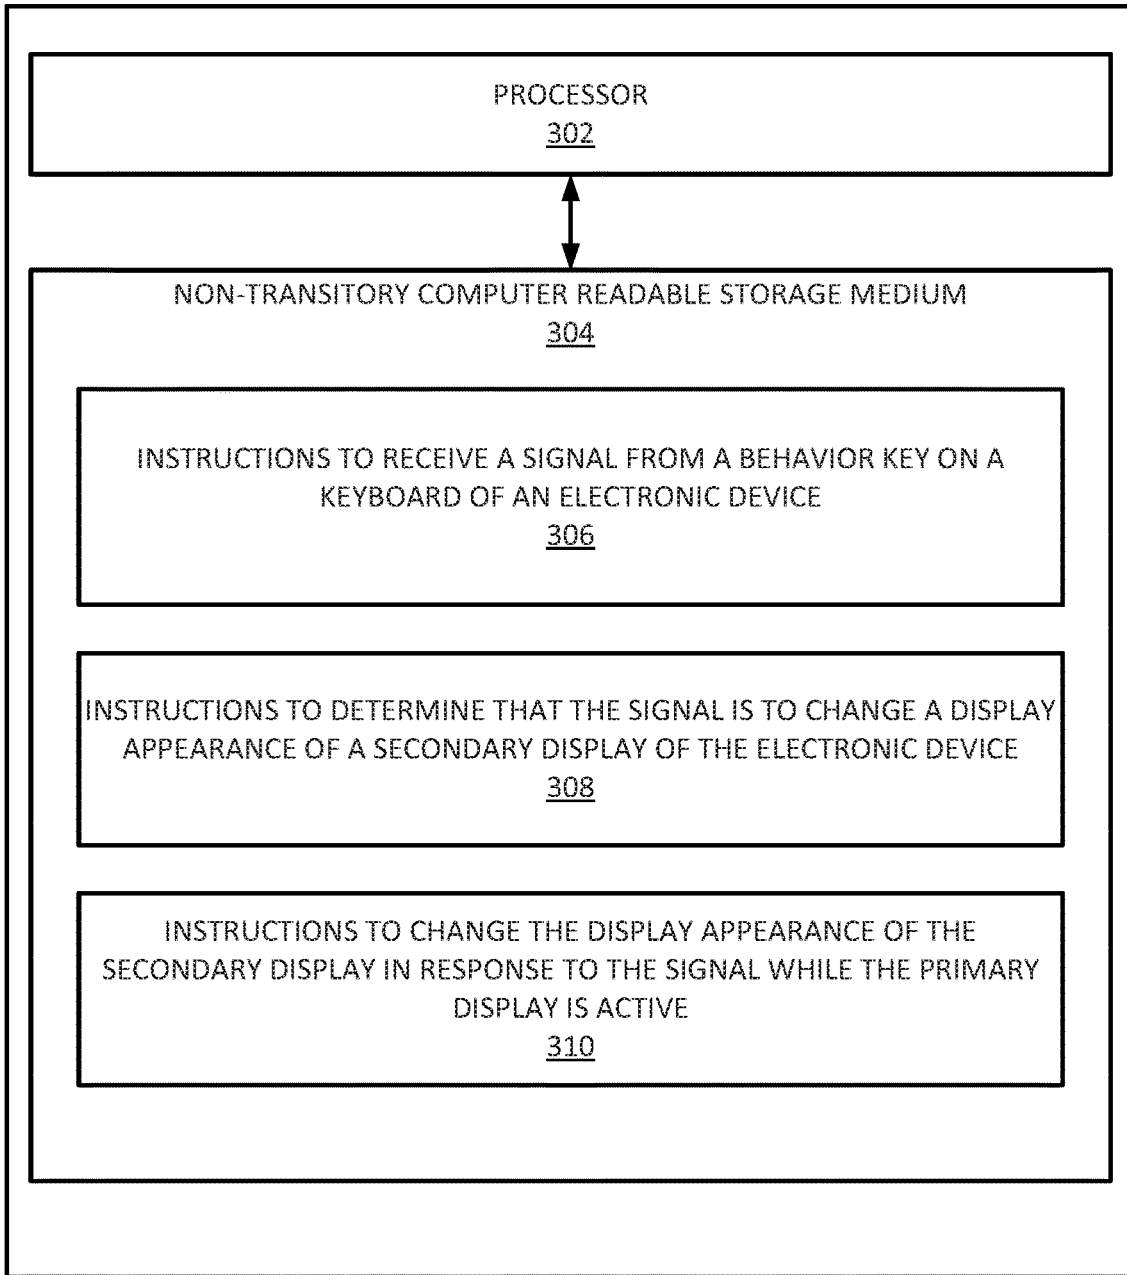 PROCESSOR
302
NON-TRANSITORY COMPUTER READABLE STORAGE MEDIUM
304
INSTRUCTIONS TO RECEIVE A SIGNAL FROM A BEHAVIOR KEY ON A
KEYBOARD OF AN ELECTRONIC DEVICE
306
INSTRUCTIONS TO DETERMINE THAT THE SIGNAL IS TO CHANGE A DISPLAY
APPEARANCE OF A SECONDARY DISPLAY OF THE ELECTRONIC DEVICE
308
INSTRUCTIONS TO CHANGE THE DISPLAY APPEARANCE OF THE
SECONDARY DISPLAY IN RESPONSE TO THE SIGNAL WHILE THE PRIMARY
DISPLAY IS ACTIVE
310